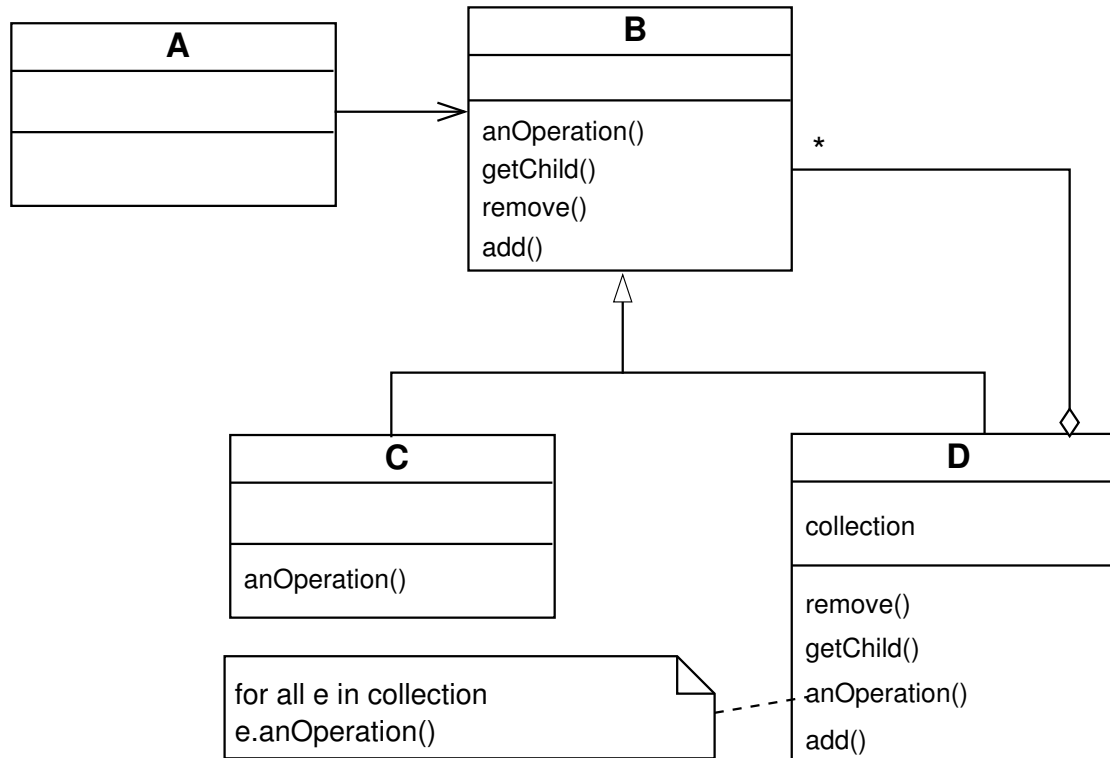 A
B
anOperation()
getChild()
remove()
add()
*
C
anOperation()
D
collection
remove()
getChild()
anOperation()
add()
for all e in collection
e.anOperation()